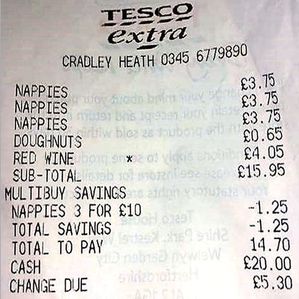 TESCO
extra
CRADLEY HEATH 0345 6779890
NAPPIES £3.75
NAPPIES £3.75
NAPPIES £3.75
DOUGHNUTS £0.65
RED WINE * £4.05
SUB-TOTAL £15.95
MULTIBUY SAVINGS
NAPPIES 3 FOR £10 -1.25
TOTAL SAVINGS -1.25
TOTAL TO PAY 14.70
CASH £20.00
CHANGE DUE £5.30